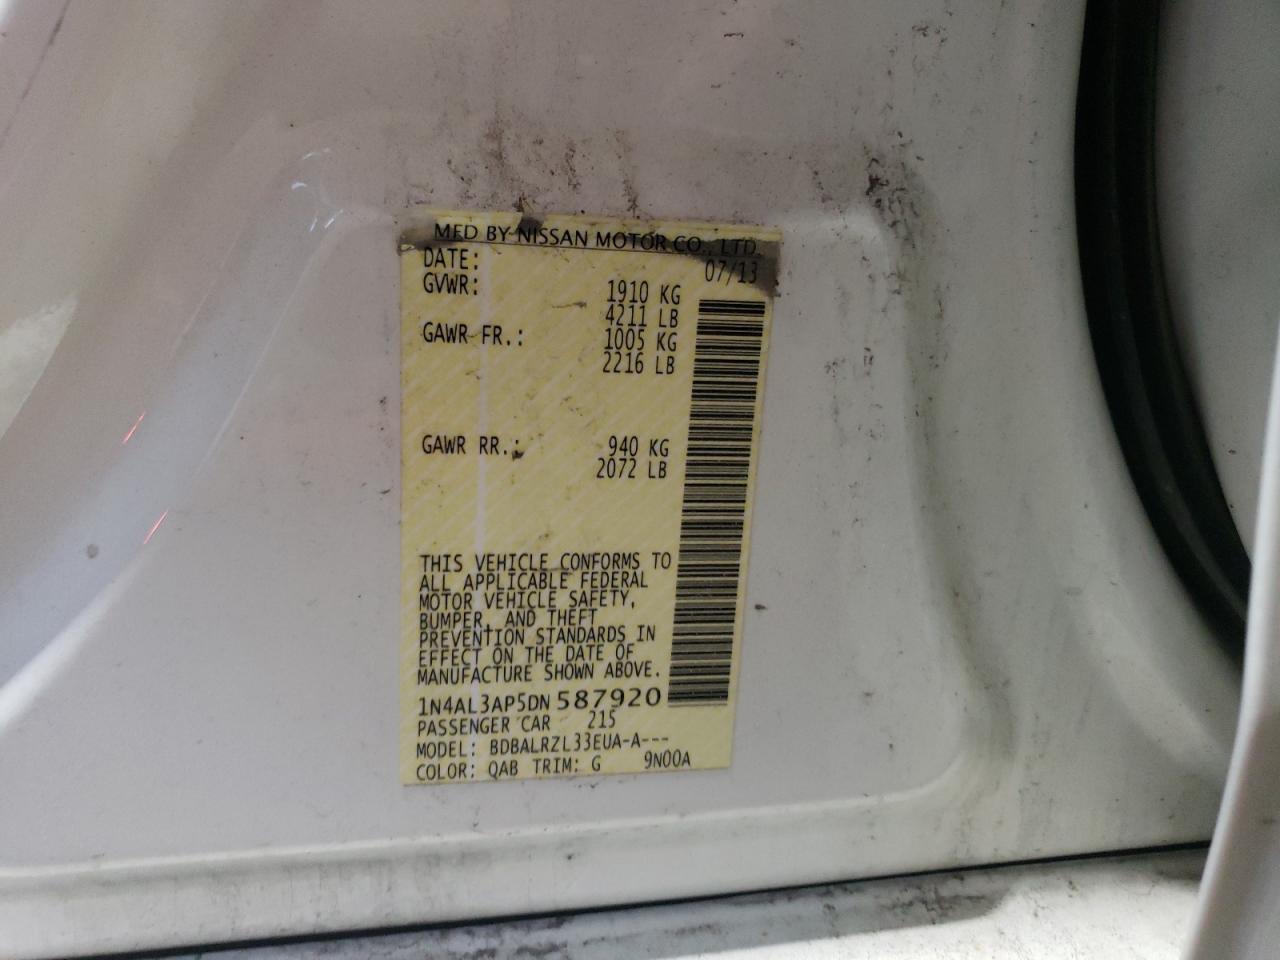 MFD BY NISSAN MOTOR CO., LTD.
DATE: 07/13
GVWR: 1910 KG
4211 LB
GAWR FR.: 1005 KG
2216 LB
GAWR RR.: 940 KG
2072 LB
THIS VEHICLE CONFORMS TO
ALL APPLICABLE FEDERAL
MOTOR VEHICLE SAFETY,
BUMPER, AND THEFT
PREVENTION STANDARDS IN
EFFECT ON THE DATE OF
MANUFACTURE SHOWN ABOVE.
1N4AL3AP5DN587920
PASSENGER CAR 215
MODEL: BDBALRZL33EUA-A---
COLOR: QAB TRIM: G 9N00A